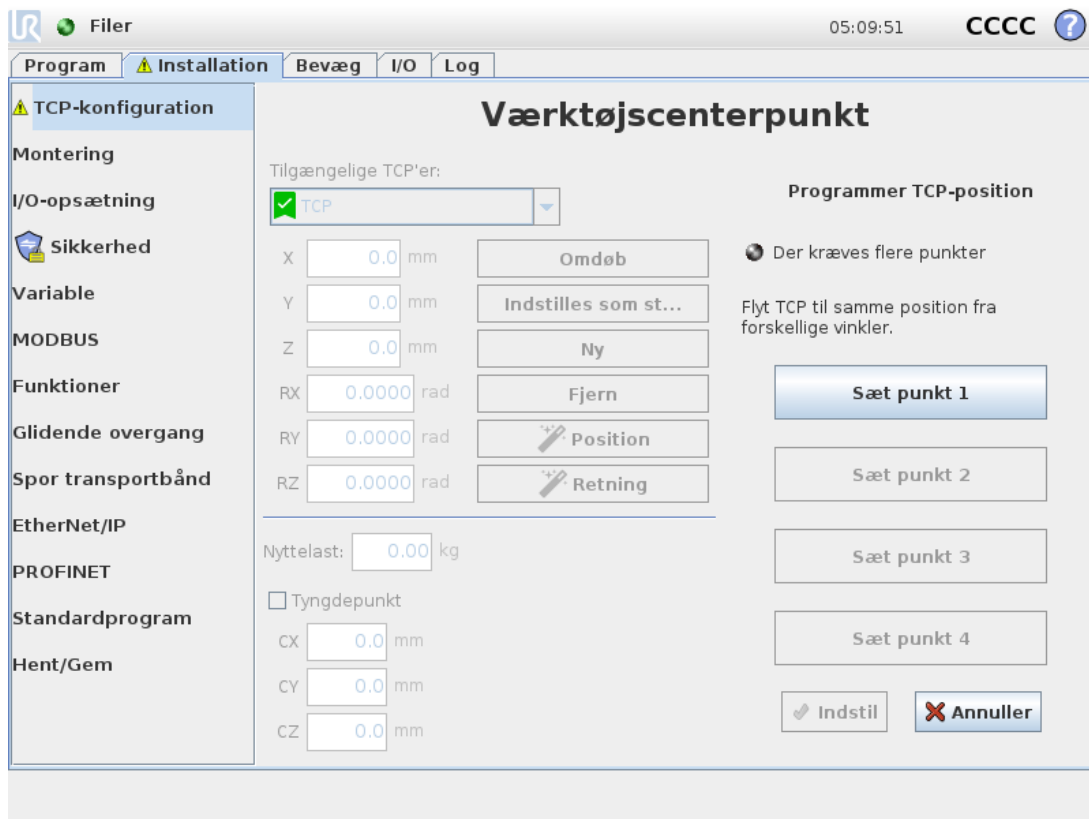 UR
Filer
05:09:51
CCCC
?
Program
Installation
Bevæg
I/O
Log
TCP-konfiguration
Montering
I/O-opsætning
Sikkerhed
Variable
MODBUS
Funktioner
Glidende overgang
Spor transportbånd
EtherNet/IP
PROFINET
Standardprogram
Hent/Gem
Værktøjscenterpunkt
Tilgængelige TCP'er:
TCP
X 0.0 mm
Y 0.0 mm
Z 0.0 mm
RX 0.0000 rad
RY 0.0000 rad
RZ 0.0000 rad
Omdøb
Indstilles som st...
Ny
Fjern
Position
Retning
Nyttelast: 0.00 kg
Tyngdepunkt
CX 0.0 mm
CY 0.0 mm
CZ 0.0 mm
Programmer TCP-position
Der kræves flere punkter
Flyt TCP til samme position fra
forskellige vinkler.
Sæt punkt 1
Sæt punkt 2
Sæt punkt 3
Sæt punkt 4
Indstil
Annuller